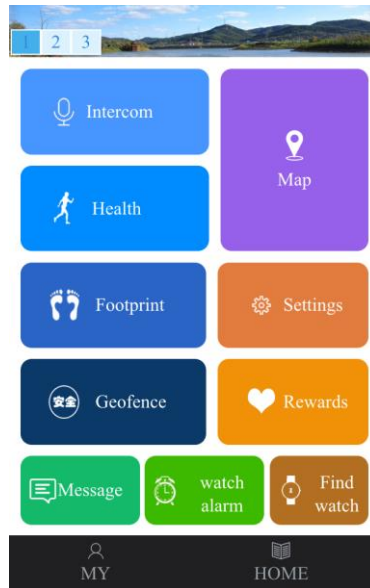 1 2 3
Intercom
Map
Health
Footprint
Settings
安全
Geofence
Rewards
Message
watch
alarm
Find
watch
MY
HOME